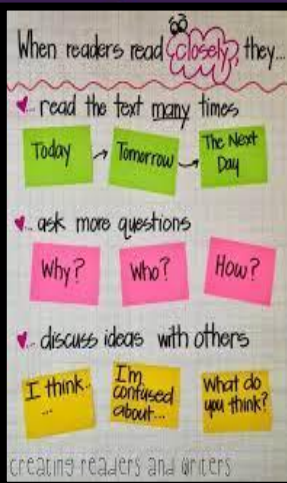 When readers read closely, they...
... read the text many times
Today → Tomorrow → The Next Day
... ask more questions
Why? Who? How?
... discuss ideas with others
I think.. ...
I'm confused about...
What do you think?
creating readers and writers